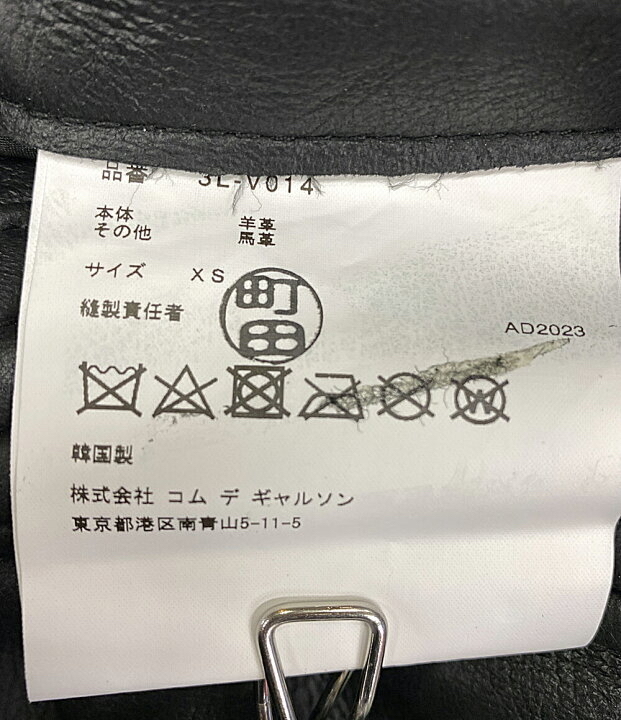 品番 3L-V014
本体 羊革
その他 馬革
サイズ XS
縫製責任者 町田
AD2023
W
韓国製
株式会社 コム デ ギャルソン
東京都港区南青山5-11-5